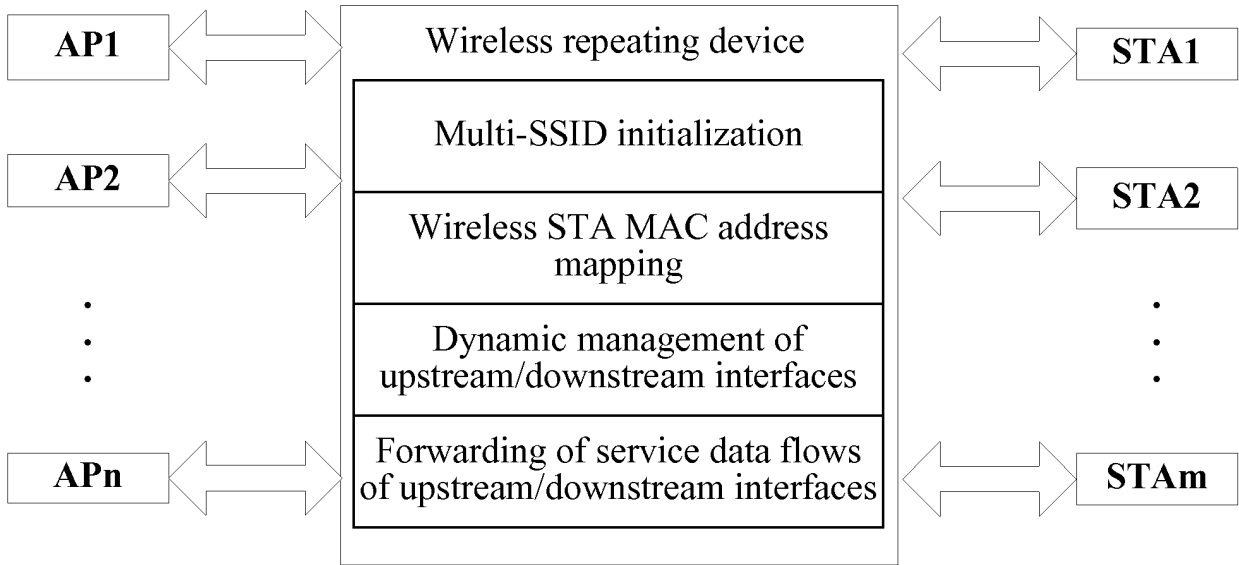 AP1
AP2
APn
Wireless repeating device
Multi-SSID initialization
Wireless STA MAC address
mapping
Dynamic management of
upstream/downstream interfaces
Forwarding of service data flows
of upstream/downstream interfaces
STA1
STA2
STAm